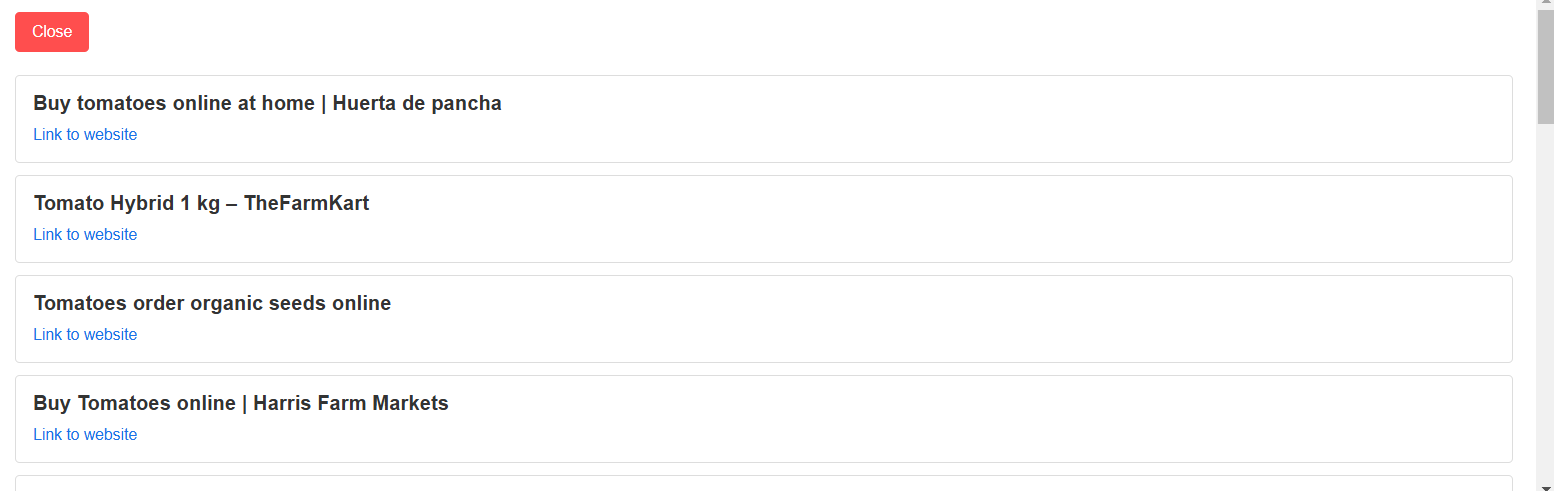 Close
Buy tomatoes online at home | Huerta de pancha
Link to website
Tomato Hybrid 1 kg – TheFarmKart
Link to website
Tomatoes order organic seeds online
Link to website
Buy Tomatoes online | Harris Farm Markets
Link to website